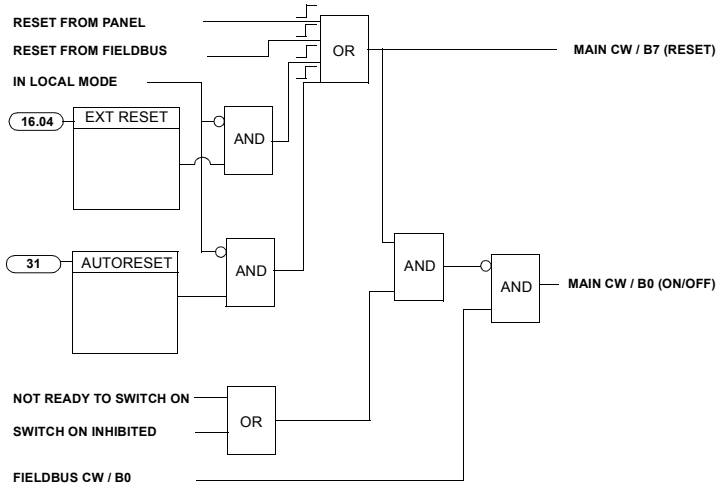 RESET FROM PANEL
RESET FROM FIELDBUS
OR
MAIN CW / B7 (RESET)
IN LOCAL MODE
16.04
EXT RESET
AND
31
AUTORESET
AND
AND
AND
MAIN CW / B0 (ON/OFF)
NOT READY TO SWITCH ON
OR
SWITCH ON INHIBITED
FIELDBUS CW / B0